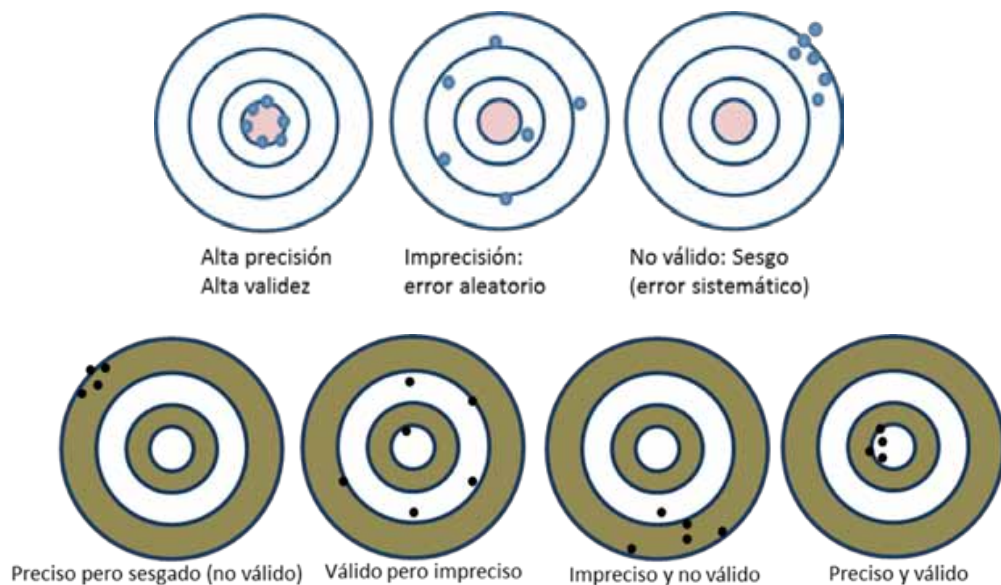 Alta precisión
Alta validez
Imprecisión:
error aleatorio
No válido: Sesgo
(error sistemático)
Preciso pero sesgado (no válido)
Válido pero impreciso
Impreciso y no válido
Preciso y válido